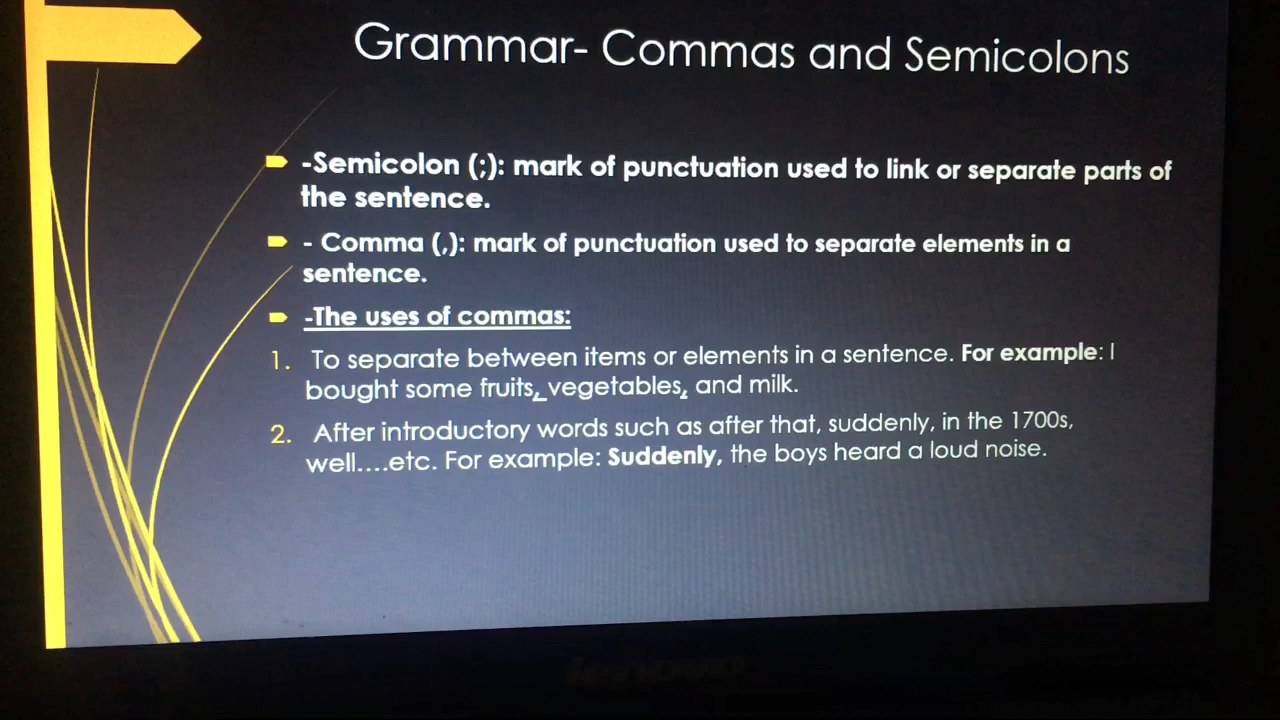 Grammar- Commas and Semicolons
-Semicolon (;): mark of punctuation used to link or separate parts of
the sentence.
- Comma (,): mark of punctuation used to separate elements in a
sentence.
-The uses of commas:
1. To separate between items or elements in a sentence. For example: I
bought some fruits, vegetables, and milk.
2. After introductory words such as after that, suddenly, in the 1700s,
well....etc. For example: Suddenly, the boys heard a loud noise.
lenovo